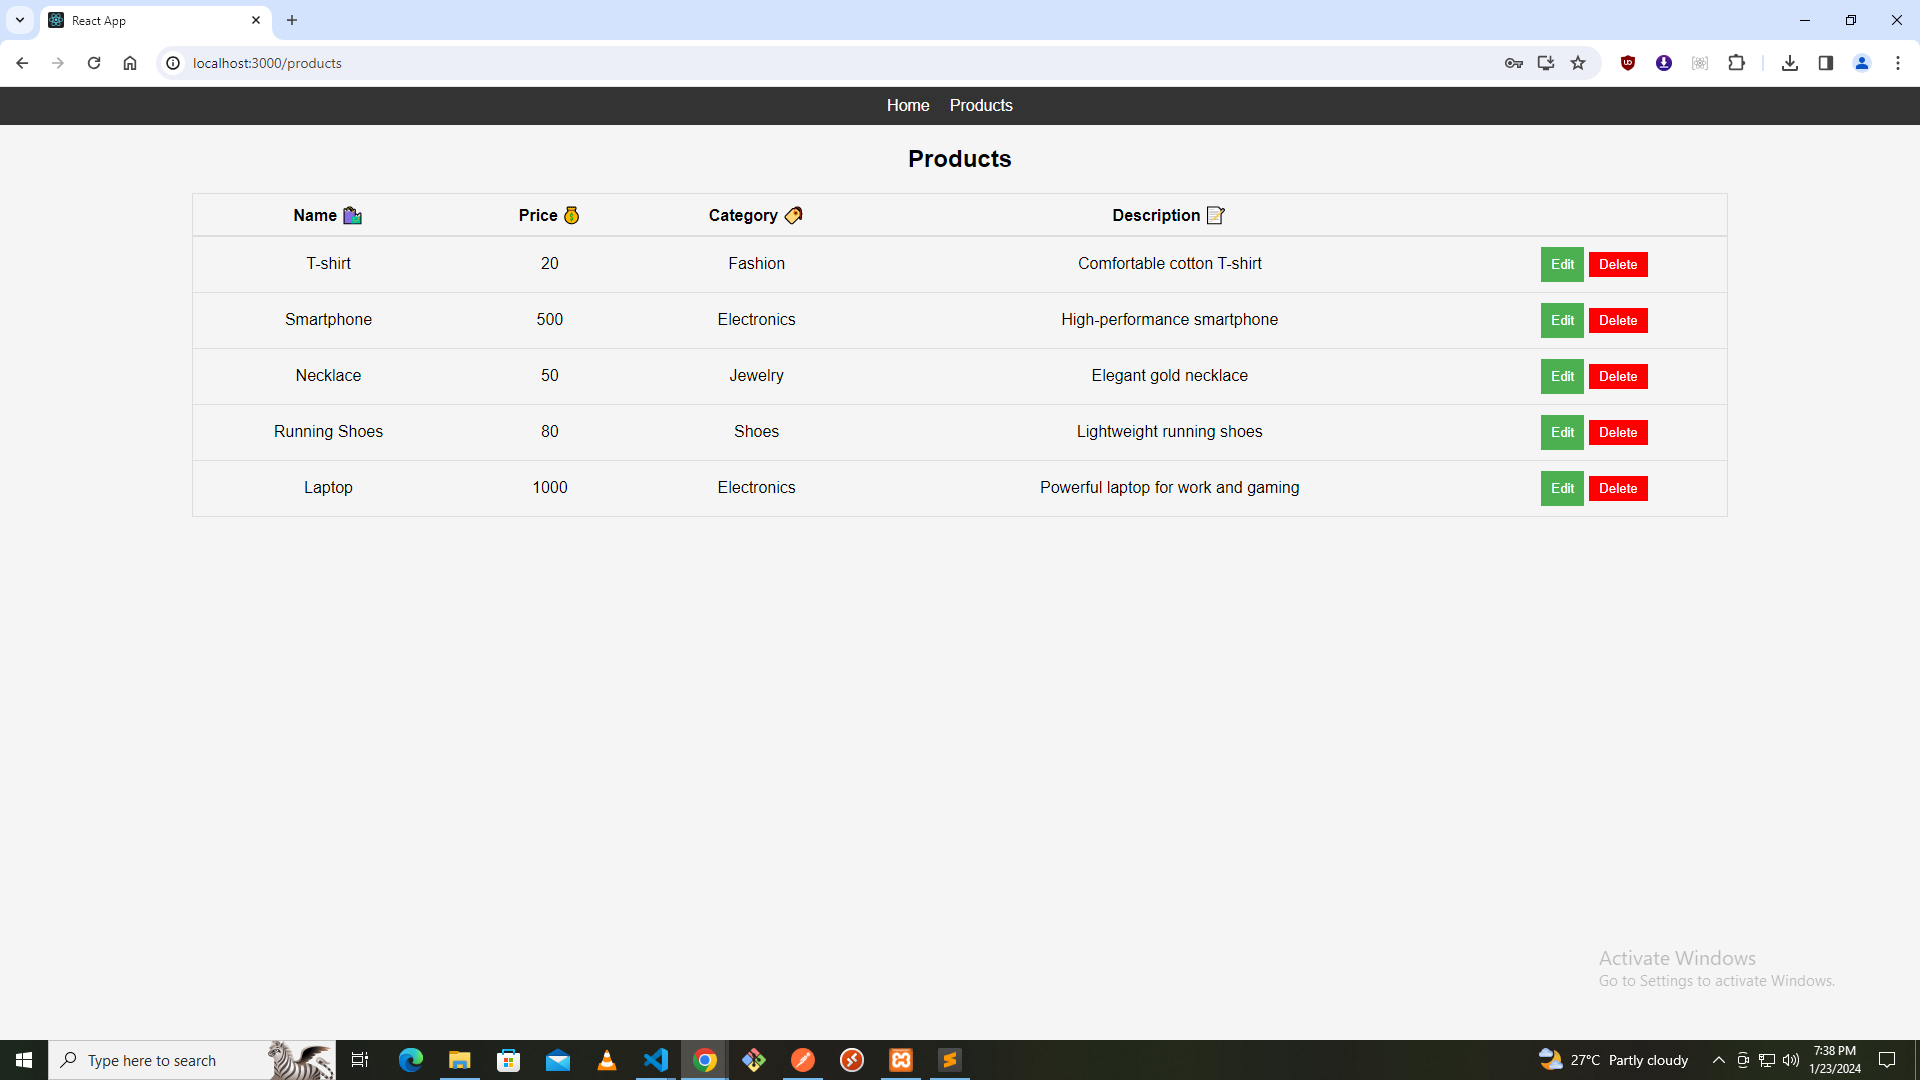 React App
localhost:3000/products
Home Products
Products
Name Price Category Description
T-shirt 20 Fashion Comfortable cotton T-shirt Edit Delete
Smartphone 500 Electronics High-performance smartphone Edit Delete
Necklace 50 Jewelry Elegant gold necklace Edit Delete
Running Shoes 80 Shoes Lightweight running shoes Edit Delete
Laptop 1000 Electronics Powerful laptop for work and gaming Edit Delete
Activate Windows
Go to Settings to activate Windows.
Type here to search
27°C Partly cloudy
7:38 PM
1/23/2024